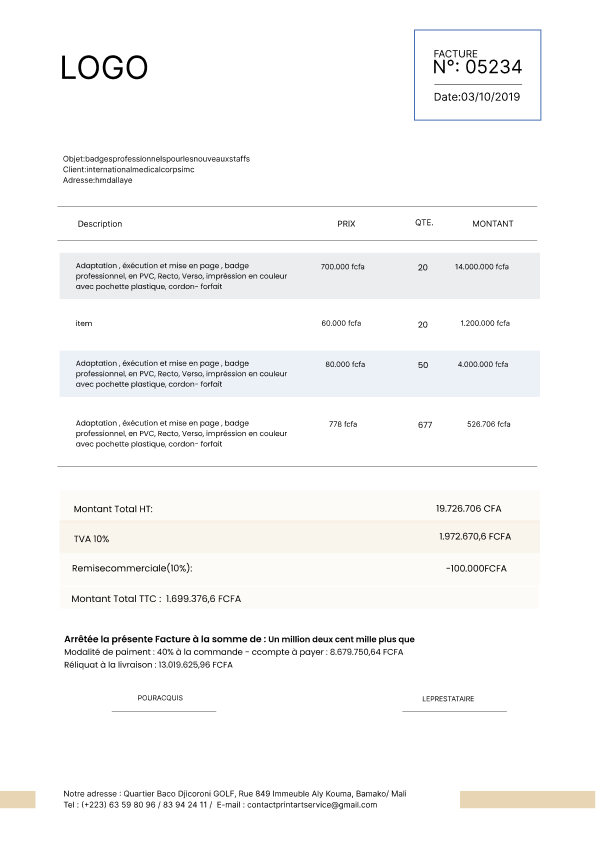 LOGO
FACTURE
N°: 05234
Date:03/10/2019
Objet:badgesprofessionnelspourlesnouveauxstaffs
Client:internationalmedicalcorpsimc
Adresse:hmdallaye
Description PRIX QTE. MONTANT
Adaptation , éxécution et mise en page , badge
professionnel, en PVC, Recto, Verso, impréssion en couleur
avec pochette plastique, cordon- forfait
700.000 fcfa 20 14.000.000 fcfa
item 60.000 fcfa 20 1.200.000 fcfa
Adaptation , éxécution et mise en page , badge
professionnel, en PVC, Recto, Verso, impréssion en couleur
avec pochette plastique, cordon- forfait
80.000 fcfa 50 4.000.000 fcfa
Adaptation , éxécution et mise en page , badge
professionnel, en PVC, Recto, Verso, impréssion en couleur
avec pochette plastique, cordon- forfait
778 fcfa 677 526.706 fcfa
Montant Total HT: 19.726.706 CFA
TVA 10% 1.972.670,6 FCFA
Remisecommerciale(10%): -100.000FCFA
Montant Total TTC : 1.699.376,6 FCFA
Arrêtée la présente Facture à la somme de : Un million deux cent mille plus que
Modalité de paiment : 40% à la commande - ccompte à payer : 8.679.750,64 FCFA
Réliquat à la livraison : 13.019.625,96 FCFA
POURACQUIS LEPRESTATAIRE
Notre adresse : Quartier Baco Djicoroni GOLF, Rue 849 Immeuble Aly Kouma, Bamako/ Mali
Tel : (+223) 63 59 80 96 / 83 94 24 11 / E-mail : contactprintartservice@gmail.com